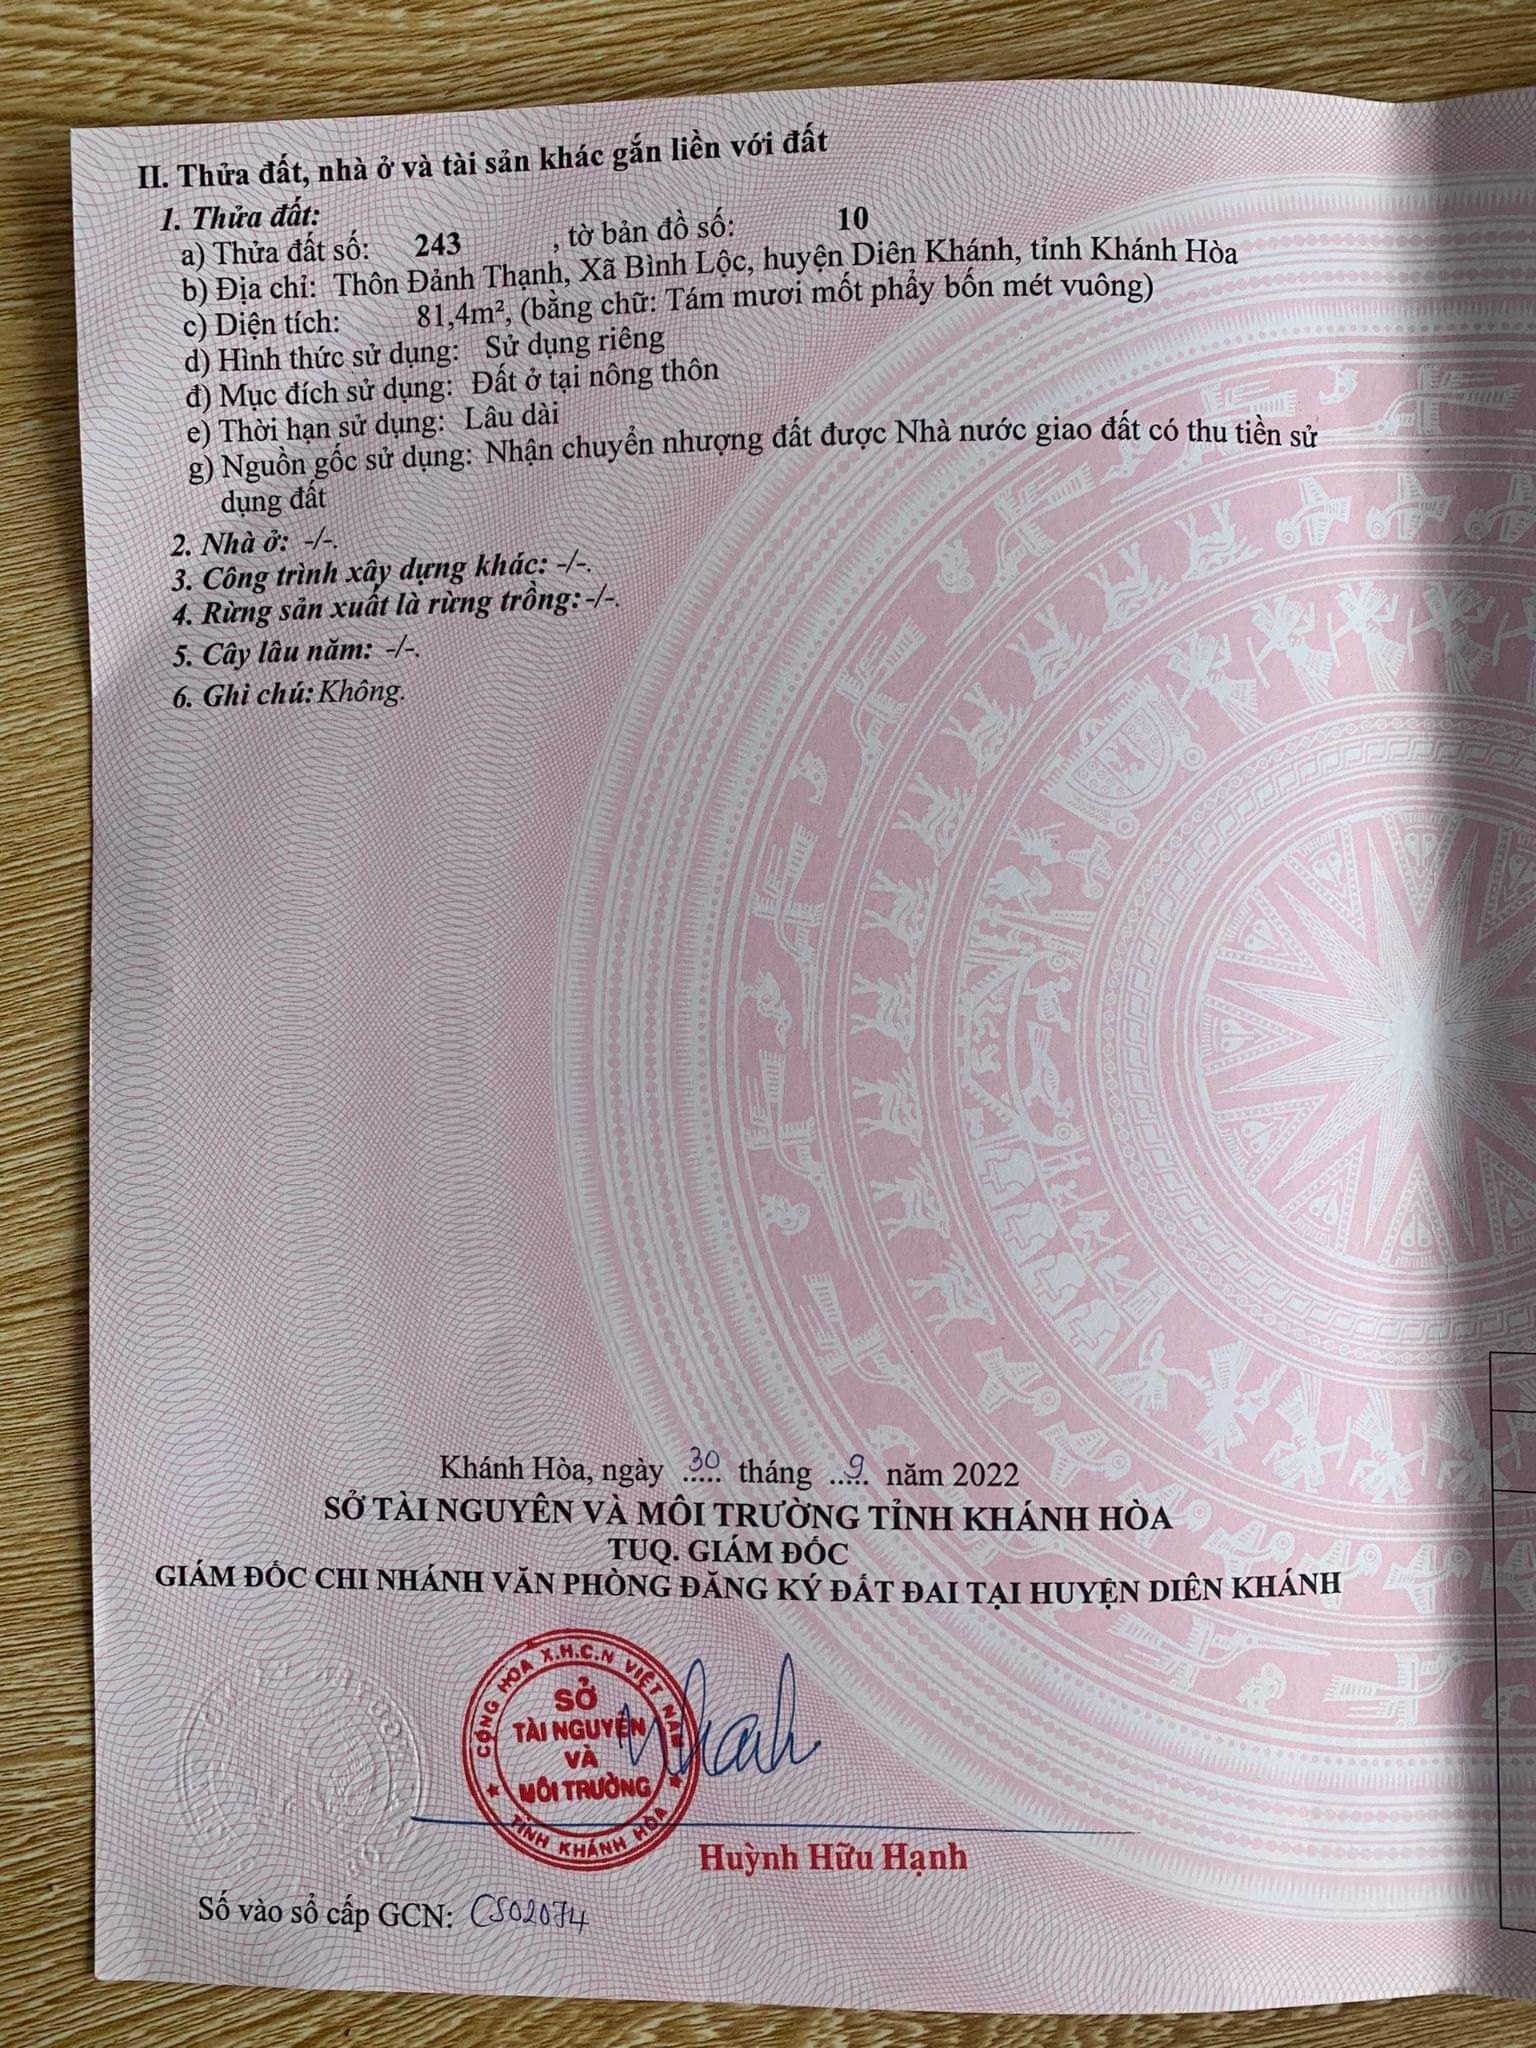 II. Thửa đất, nhà ở và tài sản khác gắn liền với đất
1. Thửa đất:
a) Thửa đất số: 243 , tờ bản đồ số: 10
b) Địa chỉ: Thôn Đảnh Thạnh, Xã Bình Lộc, huyện Diên Khánh, tỉnh Khánh Hòa
c) Diện tích: 81,4m², (bằng chữ: Tám mươi mốt phẩy bốn mét vuông)
d) Hình thức sử dụng: Sử dụng riêng
đ) Mục đích sử dụng: Đất ở tại nông thôn
e) Thời hạn sử dụng: Lâu dài
g) Nguồn gốc sử dụng: Nhận chuyển nhượng đất được Nhà nước giao đất có thu tiền sử
dụng đất
2. Nhà ở: -/-.
3. Công trình xây dựng khác: -/-.
4. Rừng sản xuất là rừng trồng:-/-.
5. Cây lâu năm: -/-.
6. Ghi chú: Không.
Khánh Hòa, ngày 30 tháng 9 năm 2022
SỞ TÀI NGUYÊN VÀ MÔI TRƯỜNG TỈNH KHÁNH HÒA
TUQ. GIÁM ĐỐC
GIÁM ĐỐC CHI NHÁNH VĂN PHÒNG ĐĂNG KÝ ĐẤT ĐAI TẠI HUYỆN DIÊN KHÁNH
CỘNG HÒA X.H.C.N VIỆT NAM
SỞ
TÀI NGUYÊN
VÀ
MÔI TRƯỜNG
TỈNH KHÁNH HÒA
Huỳnh Hữu Hạnh
Số vào sổ cấp GCN: CS02074